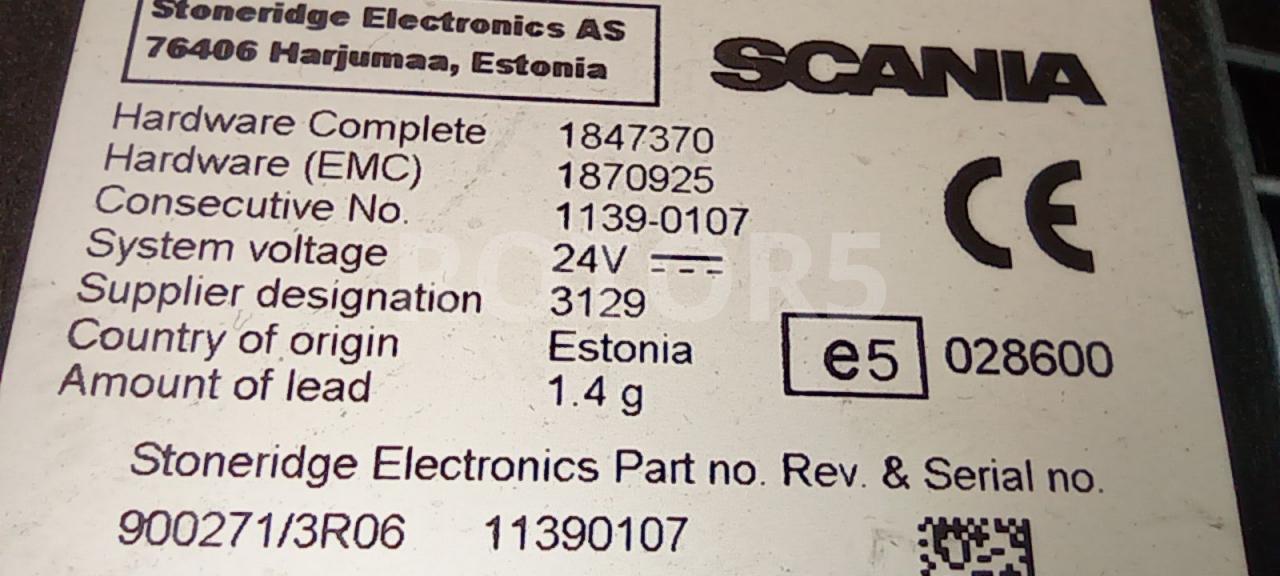 Stoneridge Electronics AS
76406 Harjumaa, Estonia
SCANIA
Hardware Complete 1847370
Hardware (EMC) 1870925
Consecutive No. 1139-0107
System voltage 24V
Supplier designation 3129
Country of origin Estonia
Amount of lead 1.4 g
CE
e5 028600
Stoneridge Electronics Part no. Rev. & Serial no.
900271/3R06 11390107